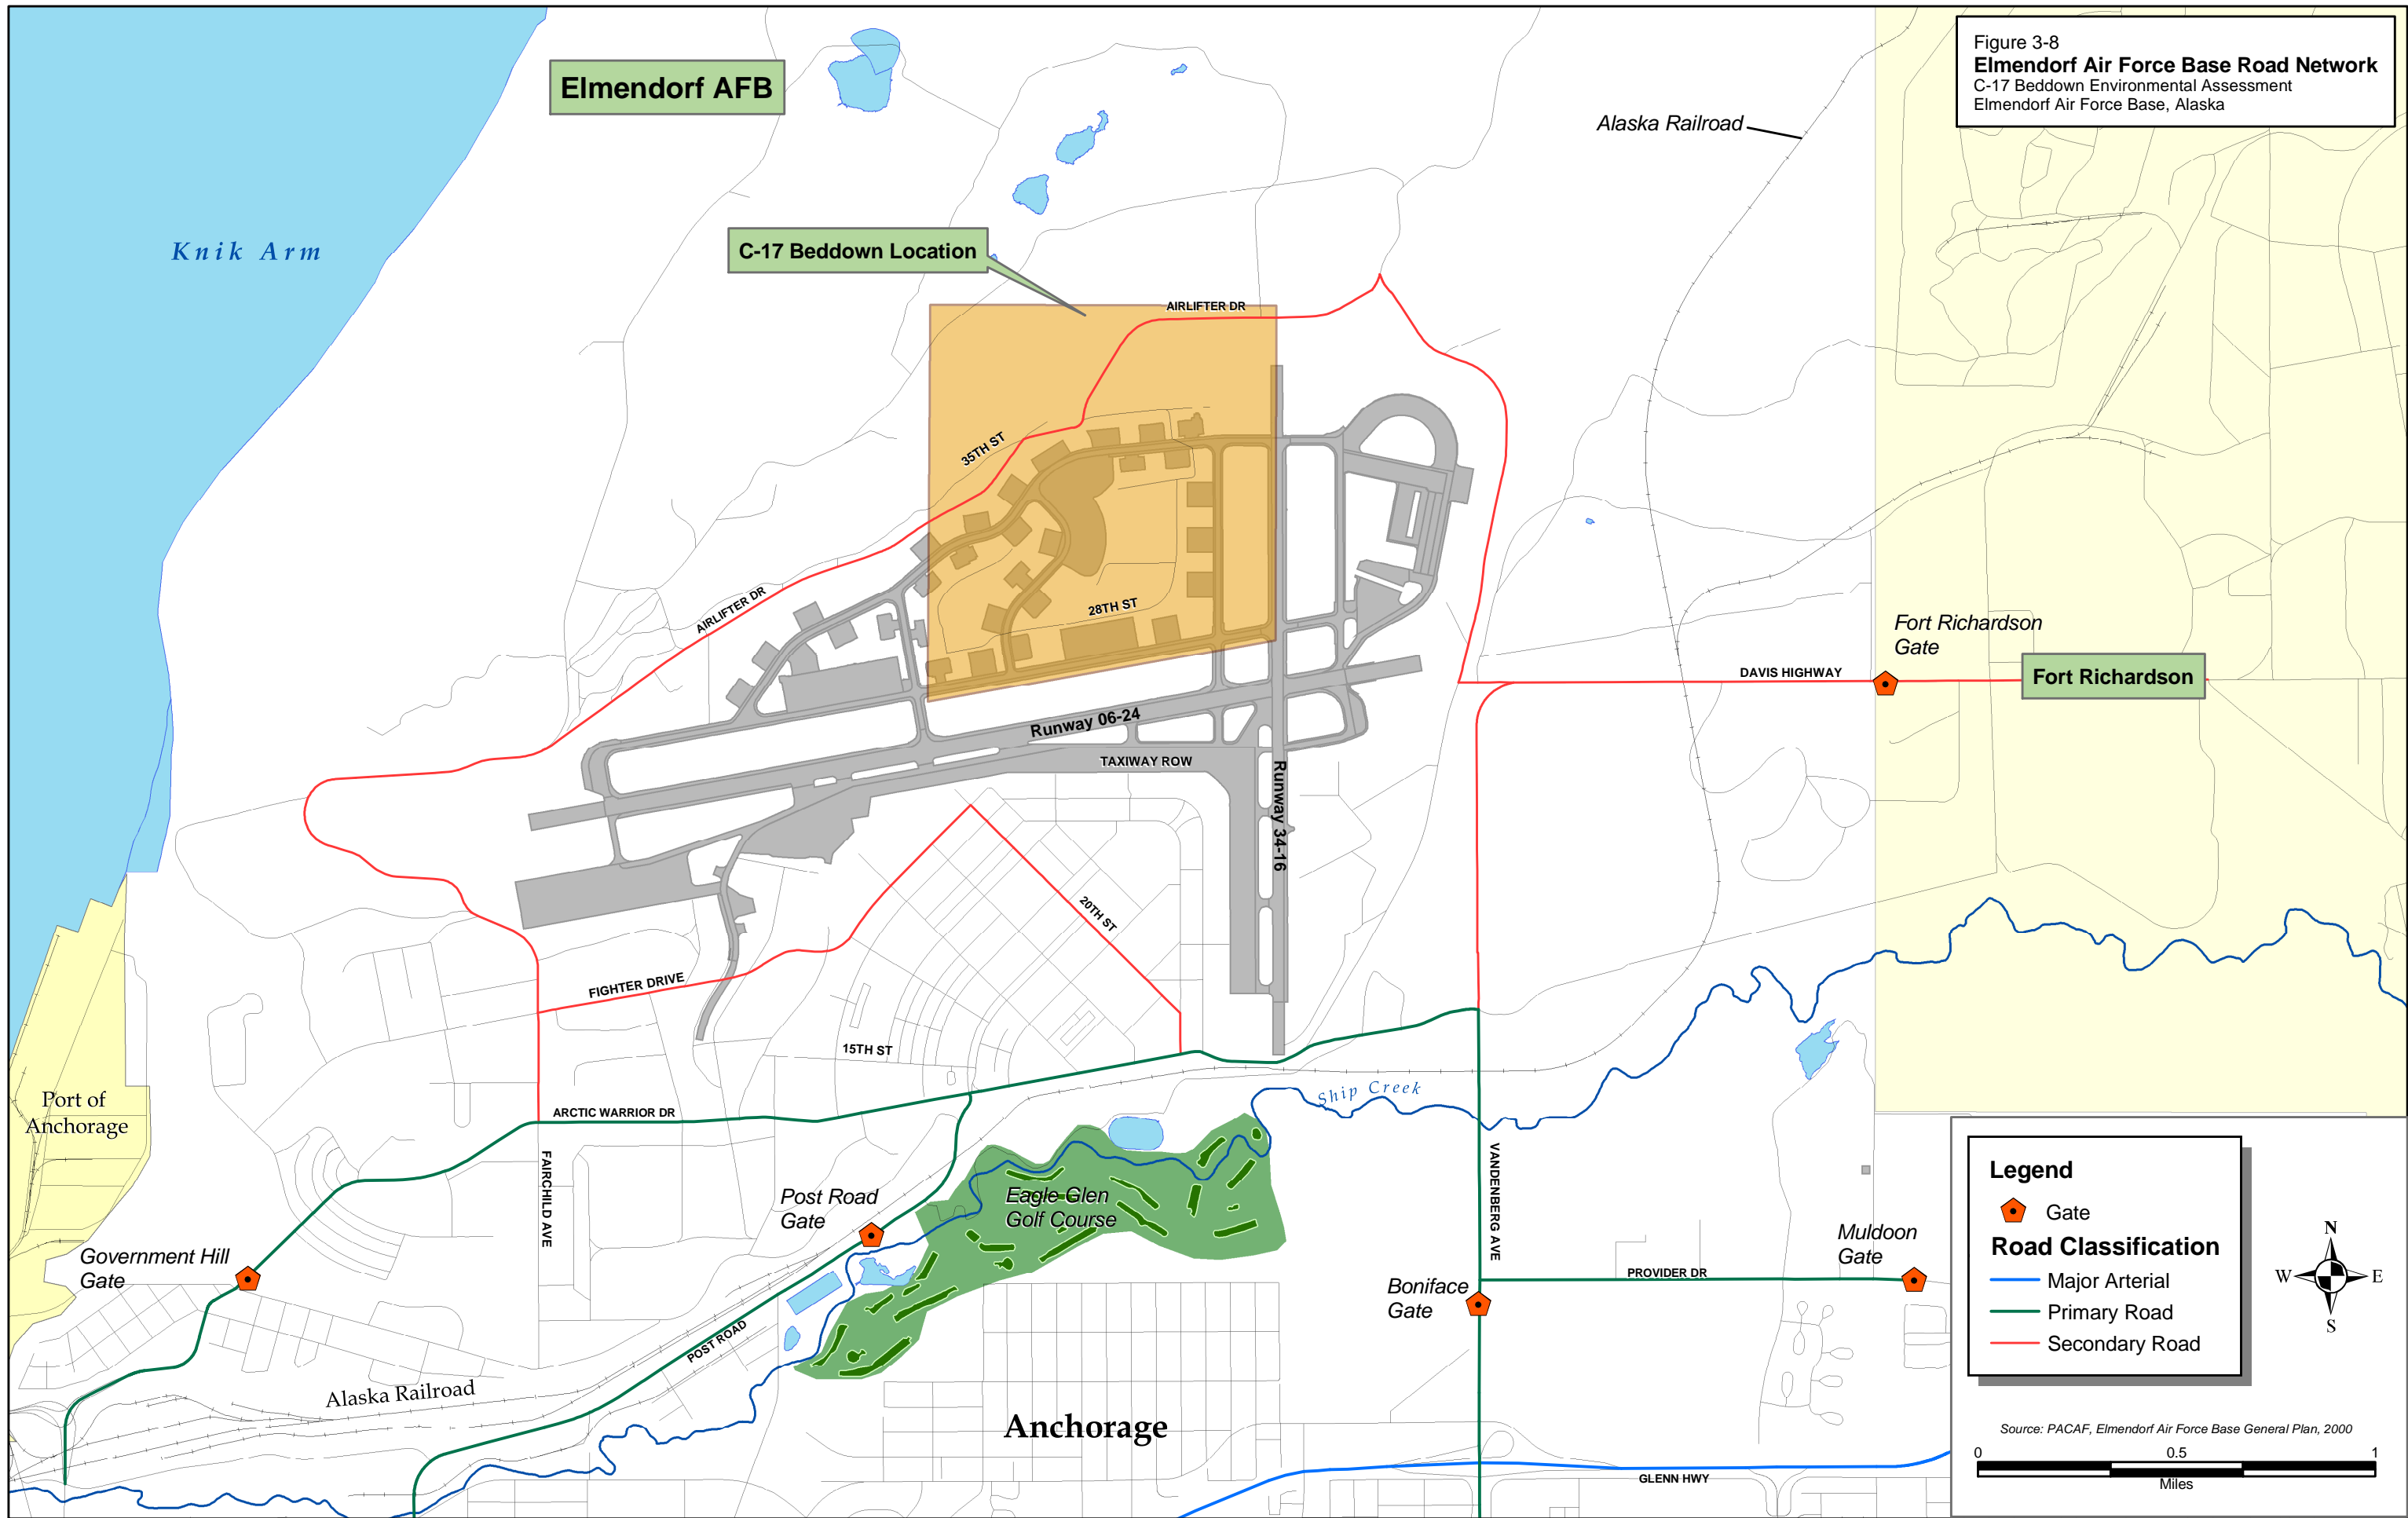 Figure 3-8
Elmendorf Air Force Base Road Network
C-17 Beddown Environmental Assessment
Elmendorf Air Force Base, Alaska
Elmendorf AFB
Alaska Railroad
Knik Arm
C-17 Beddown Location
AIRLIFTER DR
35TH ST
28TH ST
AIRLIFTER DR
Fort Richardson
Gate
DAVIS HIGHWAY
Fort Richardson
Runway 06-24
TAXIWAY ROW
Runway 34-16
20TH ST
FIGHTER DRIVE
15TH ST
Ship Creek
Port of
Anchorage
ARCTIC WARRIOR DR
FAIRCHILD AVE
VANDENBERG AVE
Post Road
Gate
Eagle Glen
Golf Course
Government Hill
Gate
Muldoon
Gate
PROVIDER DR
Boniface
Gate
POST ROAD
Alaska Railroad
Anchorage
GLENN HWY
Legend
Gate
Road Classification
Major Arterial
Primary Road
Secondary Road
N
W E
S
Source: PACAF, Elmendorf Air Force Base General Plan, 2000
0 0.5 1
Miles